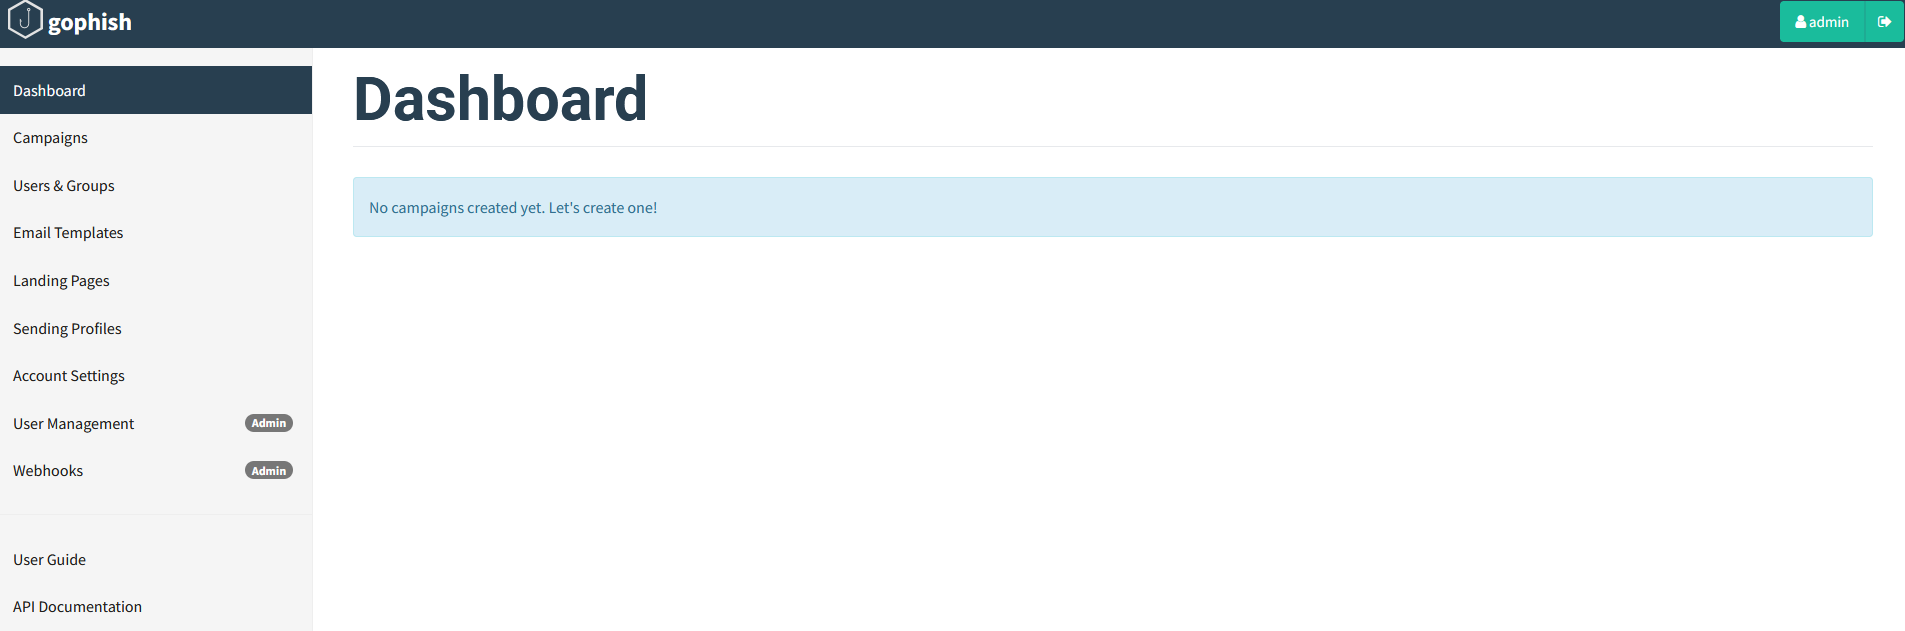 gophish
admin
Dashboard
Campaigns
Users & Groups
Email Templates
Landing Pages
Sending Profiles
Account Settings
User Management Admin
Webhooks Admin
User Guide
API Documentation
Dashboard
No campaigns created yet. Let's create one!